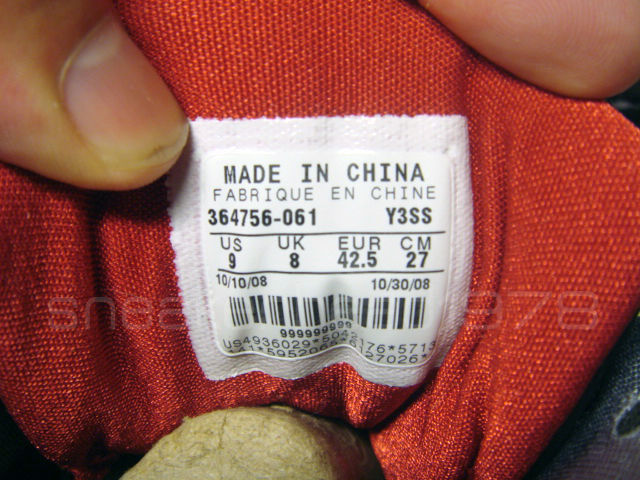 MADE IN CHINA
FABRIQUE EN CHINE
364756-061 Y3SS
US UK EUR CM
9 8 42.5 27
10/10/08 10/30/08
999999999